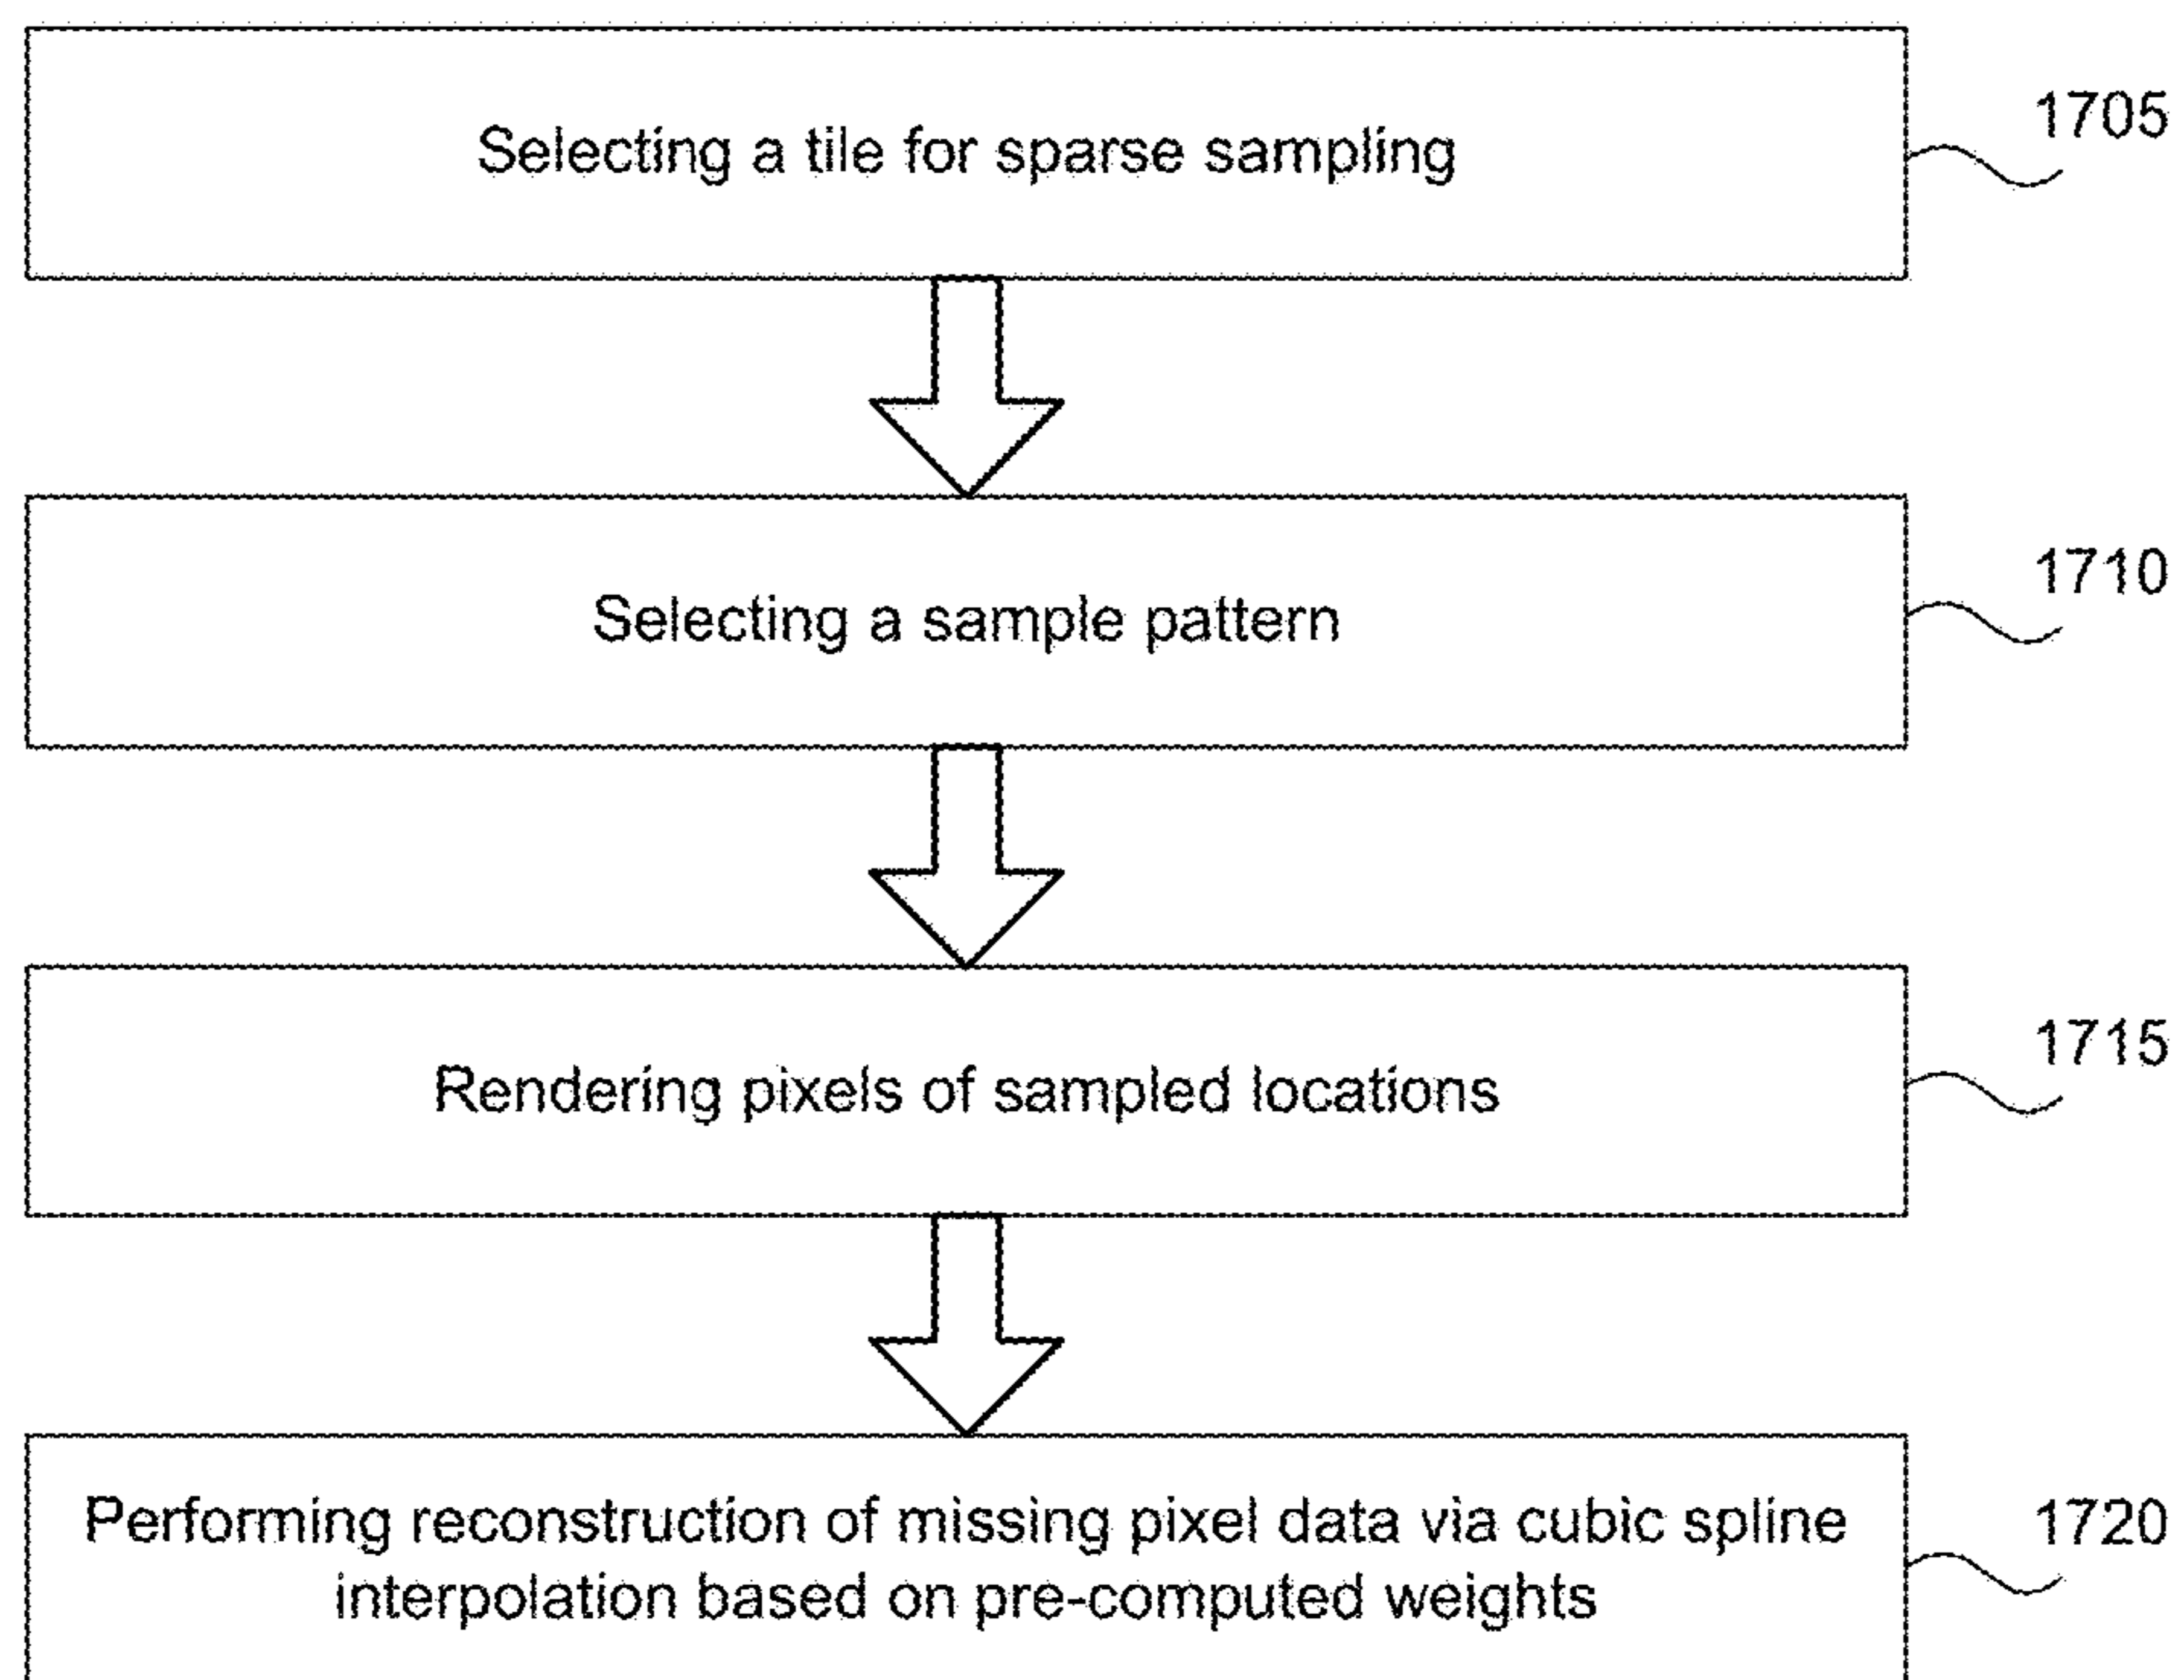 Selecting a tile for sparse sampling
1705
Selecting a sample pattern
1710
Rendering pixels of sampled locations
1715
Performing reconstruction of missing pixel data via cubic spline
interpolation based on pre-computed weights
1720